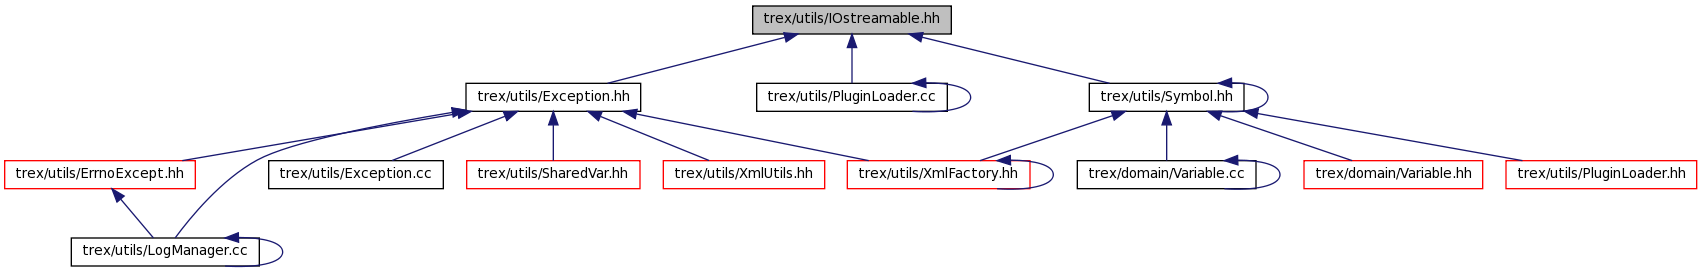 trex/utils/IOstreamable.hh
trex/utils/Exception.hh
trex/utils/PluginLoader.cc
trex/utils/Symbol.hh
trex/utils/ErrnoExcept.hh
trex/utils/Exception.cc
trex/utils/SharedVar.hh
trex/utils/XmlUtils.hh
trex/utils/XmlFactory.hh
trex/domain/Variable.cc
trex/domain/Variable.hh
trex/utils/PluginLoader.hh
trex/utils/LogManager.cc